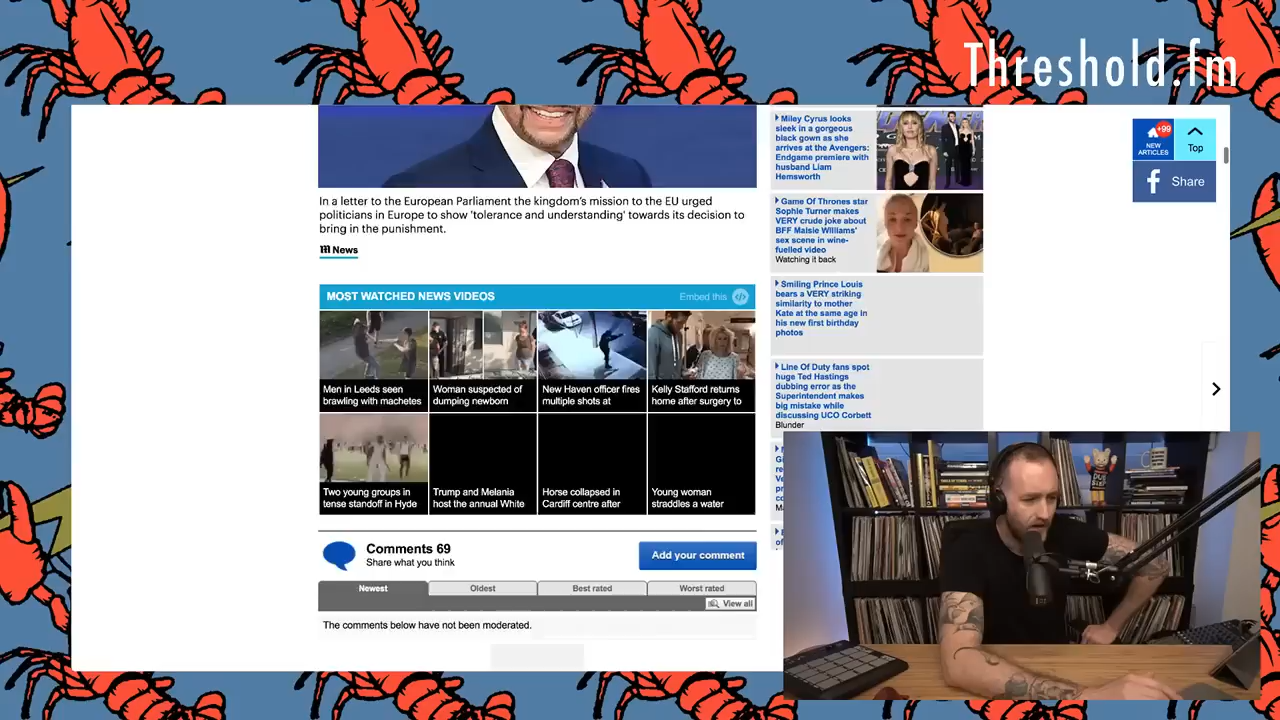 Threshold.fm
In a letter to the European Parliament the kingdom's mission to the EU urged
politicians in Europe to show 'tolerance and understanding' towards its decision to
bring in the punishment.
m News
MOST WATCHED NEWS VIDEOS
Embed this
Men in Leeds seen
brawling with machetes
Woman suspected of
dumping newborn
New Haven officer fires
multiple shots at
Kelly Stafford returns
home after surgery to
Two young groups in
tense standoff in Hyde
Trump and Melania
host the annual White
Horse collapsed in
Cardiff centre after
Young woman
straddles a water
Comments 69
Share what you think
Add your comment
Newest
Oldest
Best rated
Worst rated
View all
The comments below have not been moderated.
Miley Cyrus looks
sleek in a gorgeous
black gown as she
arrives at the Avengers:
Endgame premiere with
husband Liam
Hemsworth
Game Of Thrones star
Sophie Turner makes
VERY crude joke about
BFF Maisie Williams'
sex scene in wine-
fuelled video
Watching it back
Smiling Prince Louis
bears a VERY striking
similarity to mother
Kate at the same age in
his new first birthday
photos
Line Of Duty fans spot
huge Ted Hastings
dubbing error as the
Superintendent makes
big mistake while
discussing UCO Corbett
Blunder
+99
NEW
ARTICLES
Top
Share